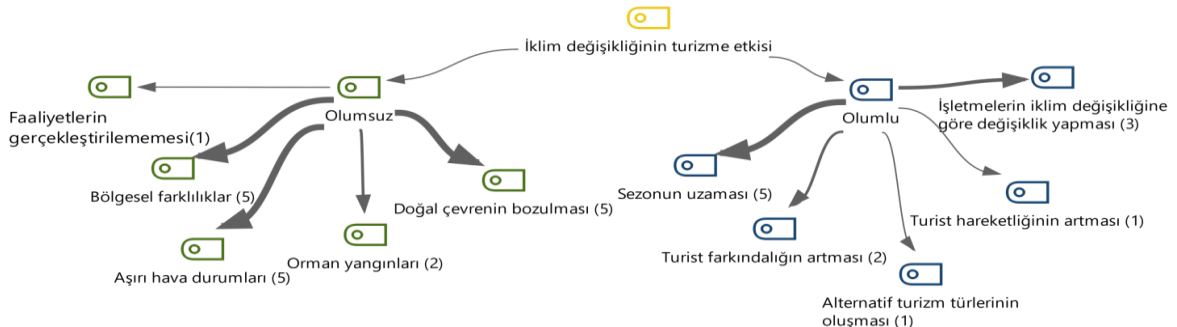 İklim değişikliğinin turizme etkisi
Olumsuz
Faaliyetlerin
gerçekleştirilememesi(1)
Bölgesel farklılıklar (5)
Aşırı hava durumları (5)
Orman yangınları (2)
Doğal çevrenin bozulması (5)
Olumlu
İşletmelerin iklim değişikliğine
göre değişiklik yapması (3)
Sezonun uzaması (5)
Turist hareketliğinin artması (1)
Turist farkındalığın artması (2)
Alternatif turizm türlerinin
oluşması (1)